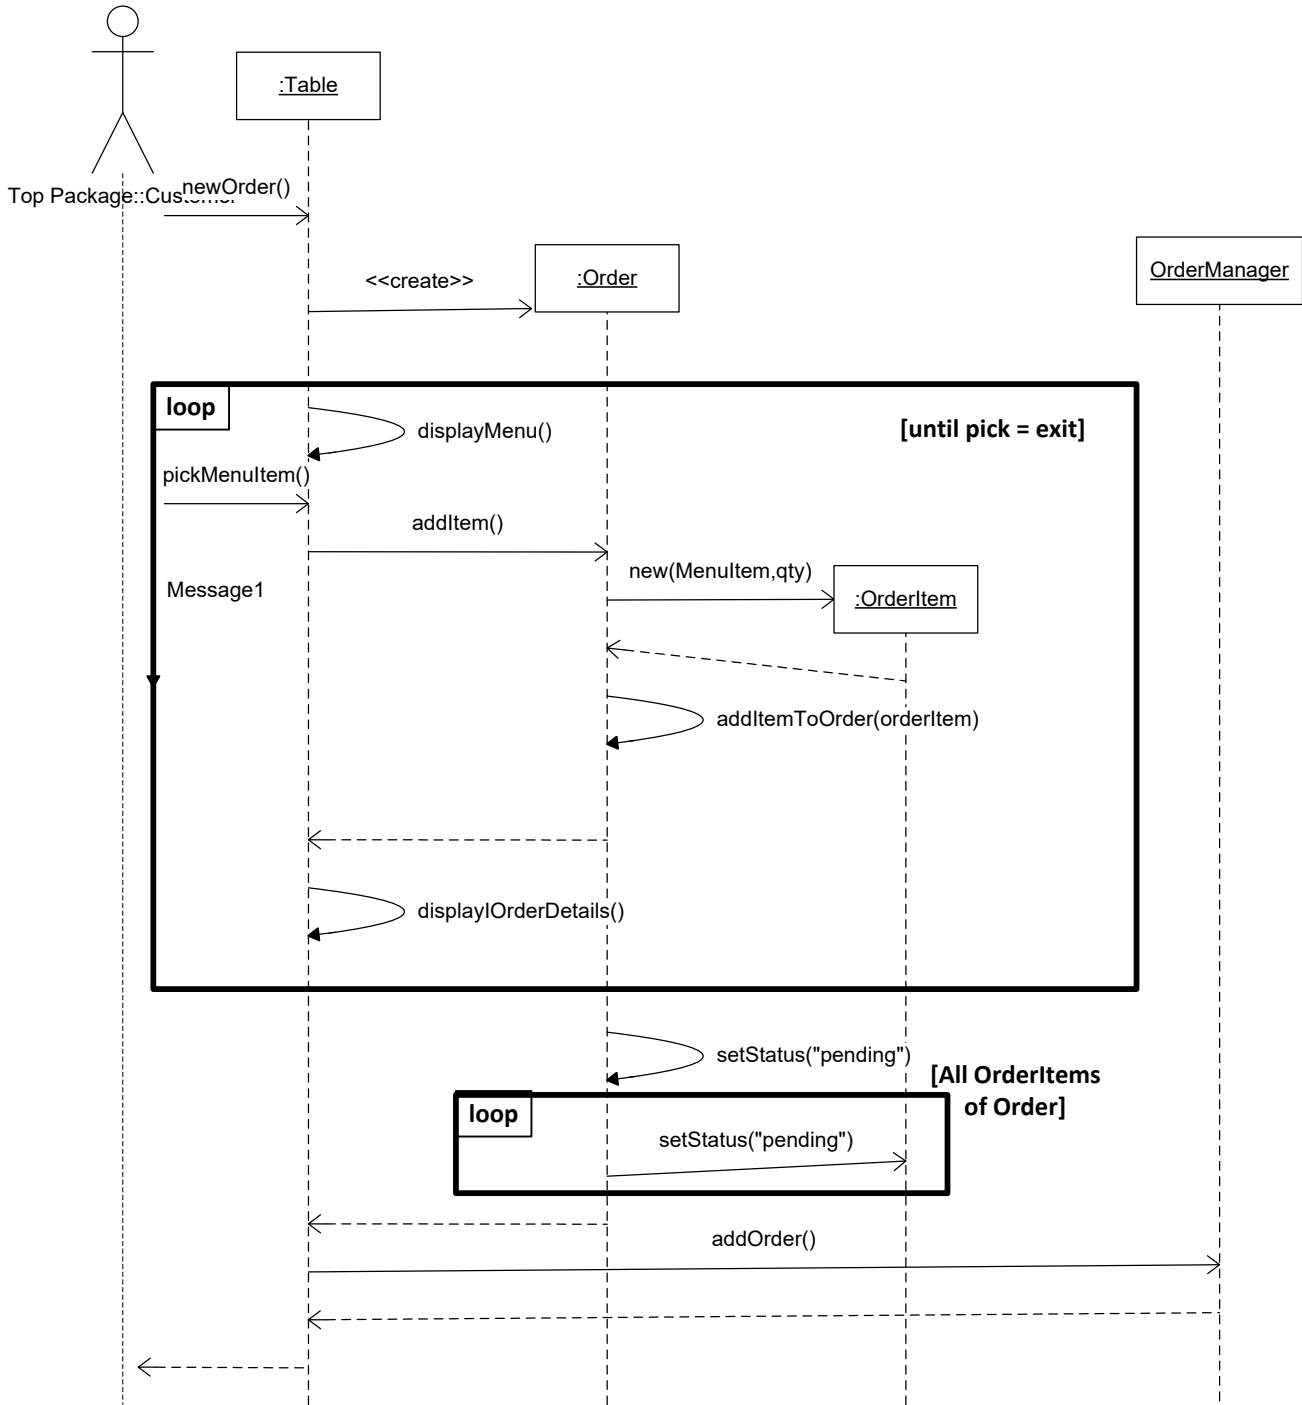 :Table
newOrder()
Top Package::Customer
:Order
<<create>>
OrderManager
loop
[until pick = exit]
displayMenu()
pickMenuItem()
addItem()
new(MenuItem,qty)
Message1
:OrderItem
addItemToOrder(orderItem)
displayIOrderDetails()
setStatus("pending")
[All OrderItems
of Order]
loop
setStatus("pending")
addOrder()